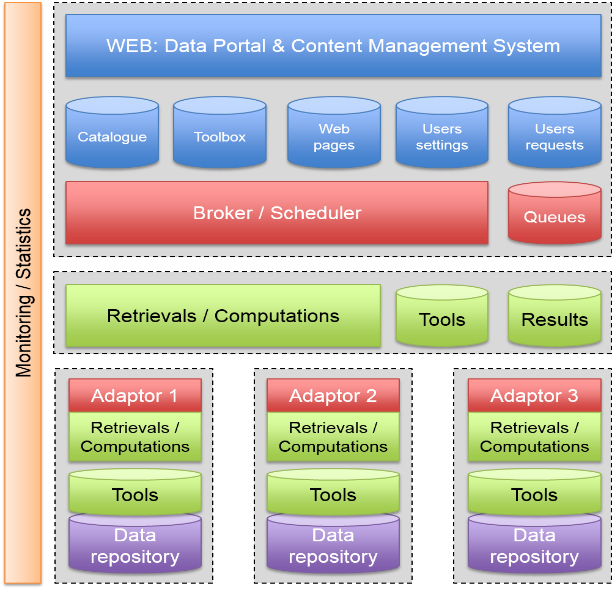 Monitoring / Statistics
WEB: Data Portal & Content Management System
Catalogue
Toolbox
Web
pages
Users
settings
Users
requests
Broker / Scheduler
Queues
Retrievals / Computations
Tools
Results
Adaptor 1
Retrievals /
Computations
Tools
Data
repository
Adaptor 2
Retrievals /
Computations
Tools
Data
repository
Adaptor 3
Retrievals /
Computations
Tools
Data
repository